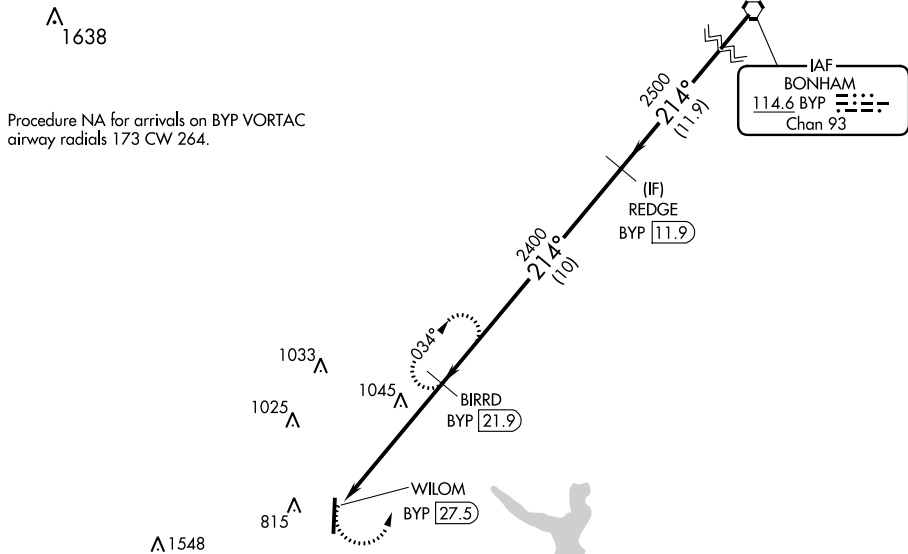 1638
IAF
BONHAM
114.6 BYP
Chan 93
Procedure NA for arrivals on BYP VORTAC
airway radials 173 CW 264.
2500
214°
(11.9)
(IF)
REDGE
BYP 11.9
2400
214°
(10)
034°
1033
1045
BIRRD
BYP 21.9
1025
WILOM
BYP 27.5
815
1548